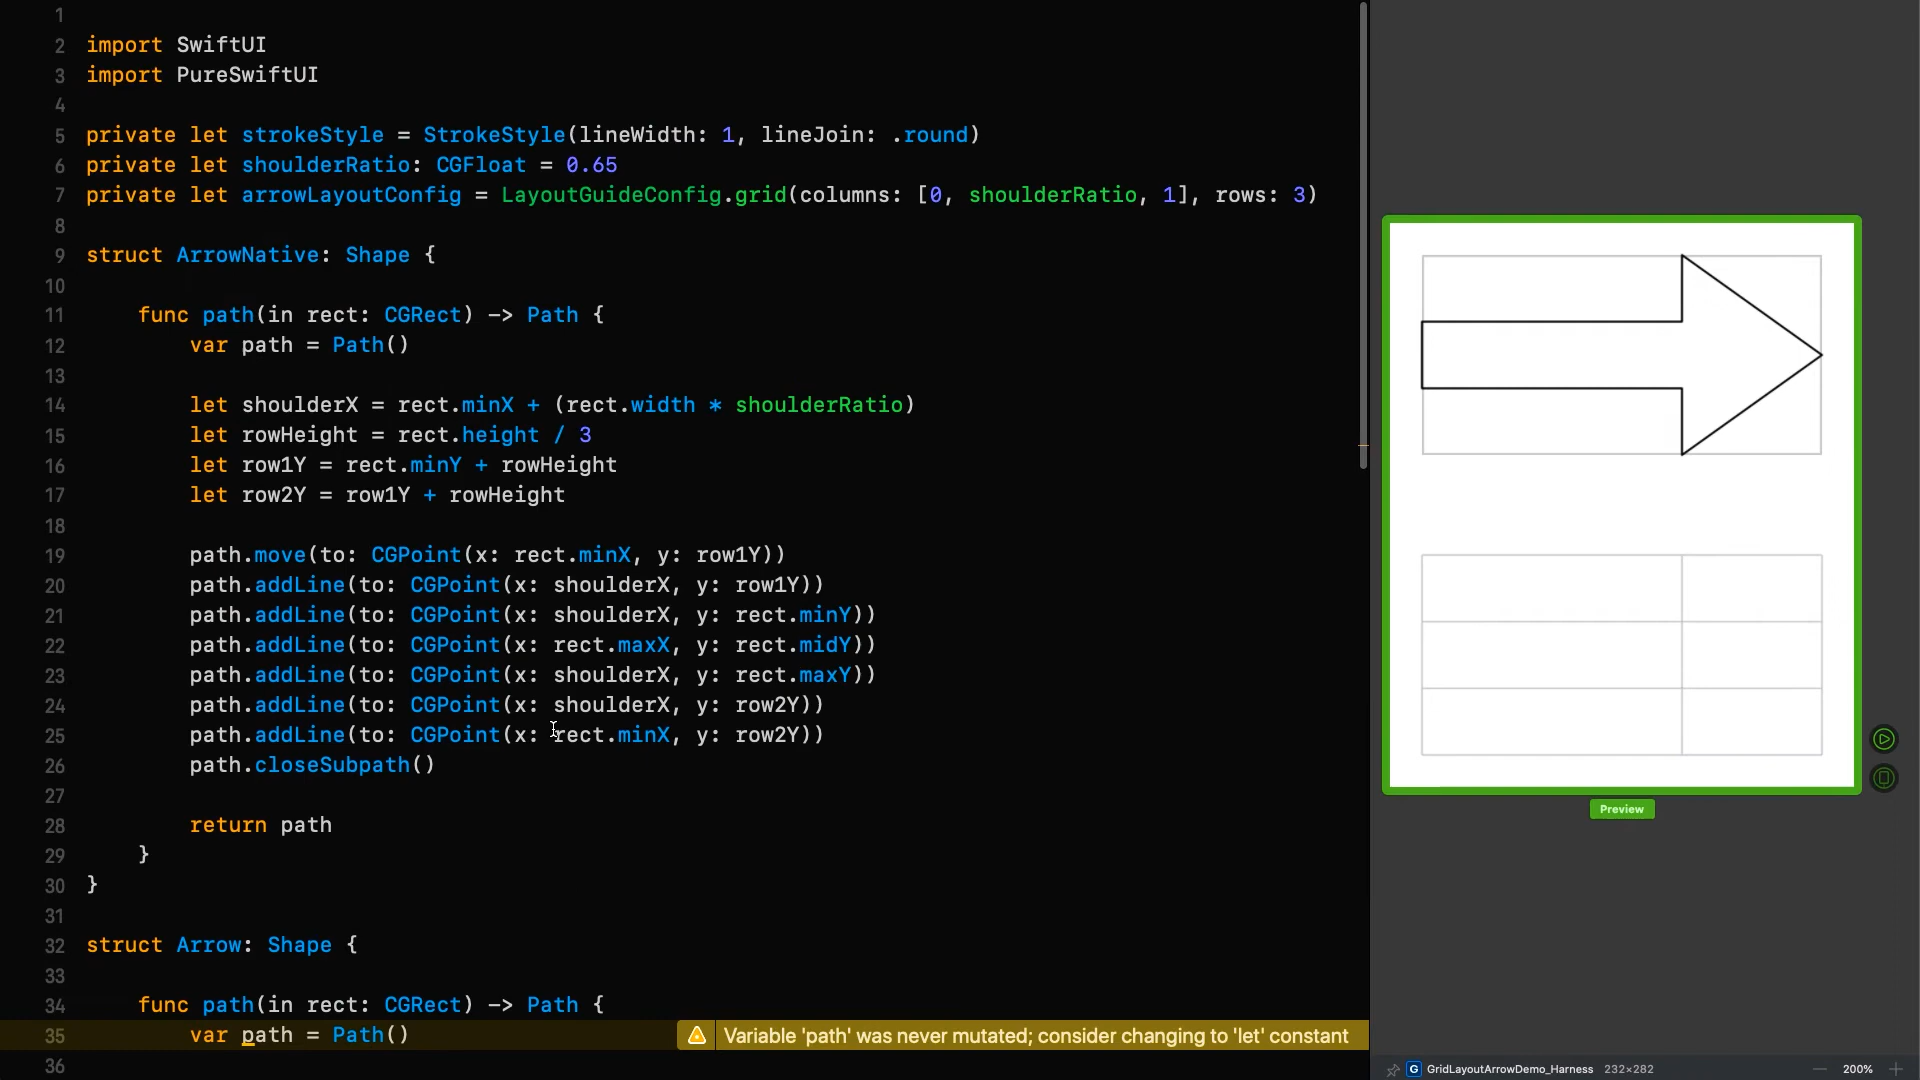 1
2 import SwiftUI
3 import PureSwiftUI
4
5 private let strokeStyle = StrokeStyle(lineWidth: 1, lineJoin: .round)
6 private let shoulderRatio: CGFloat = 0.65
7 private let arrowLayoutConfig = LayoutGuideConfig.grid(columns: [0, shoulderRatio, 1], rows: 3)
8
9 struct ArrowNative: Shape {
10
11 func path(in rect: CGRect) -> Path {
12 var path = Path()
13
14 let shoulderX = rect.minX + (rect.width * shoulderRatio)
15 let rowHeight = rect.height / 3
16 let row1Y = rect.minY + rowHeight
17 let row2Y = row1Y + rowHeight
18
19 path.move(to: CGPoint(x: rect.minX, y: row1Y))
20 path.addLine(to: CGPoint(x: shoulderX, y: row1Y))
21 path.addLine(to: CGPoint(x: shoulderX, y: rect.minY))
22 path.addLine(to: CGPoint(x: rect.maxX, y: rect.midY))
23 path.addLine(to: CGPoint(x: shoulderX, y: rect.maxY))
24 path.addLine(to: CGPoint(x: shoulderX, y: row2Y))
25 path.addLine(to: CGPoint(x: rect.minX, y: row2Y))
26 path.closeSubpath()
27
28 return path
29 }
30 }
31
32 struct Arrow: Shape {
33
34 func path(in rect: CGRect) -> Path {
35 var path = Path() Variable 'path' was never mutated; consider changing to 'let' constant
36
Preview
G GridLayoutArrowDemo_Harness 232×282 200%